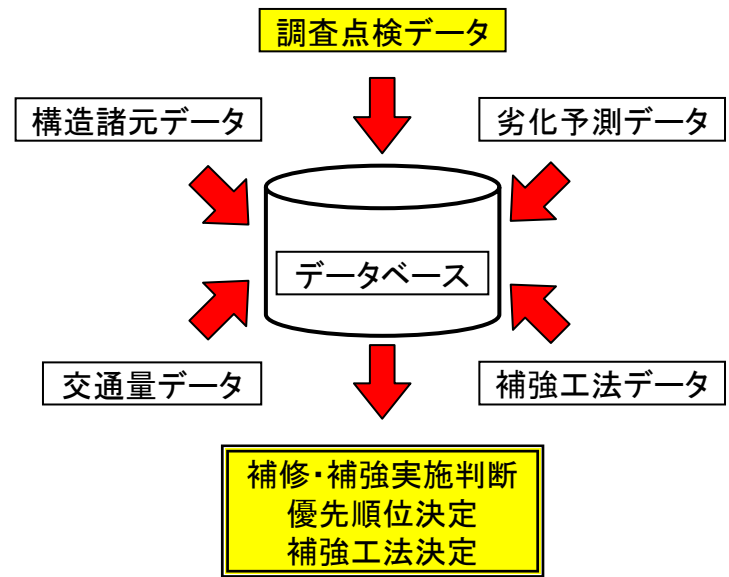 調査点検データ
構造諸元データ
劣化予測データ
データベース
交通量データ
補強工法データ
補修・補強実施判断
優先順位決定
補強工法決定